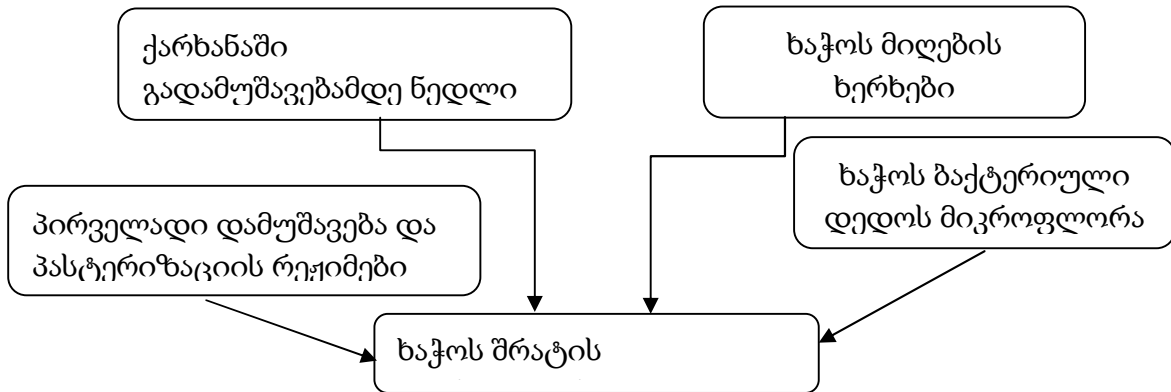 ქარხანაში
გადამუშავებამდე ნედლი
ხაჭოს მიღების
ხერხები
ხაჭოს ბაქტერიული
დედოს მიკროფლორა
პირველადი დამუშავება და
პასტერიზაციის რეჟიმები
ხაჭოს შრატის